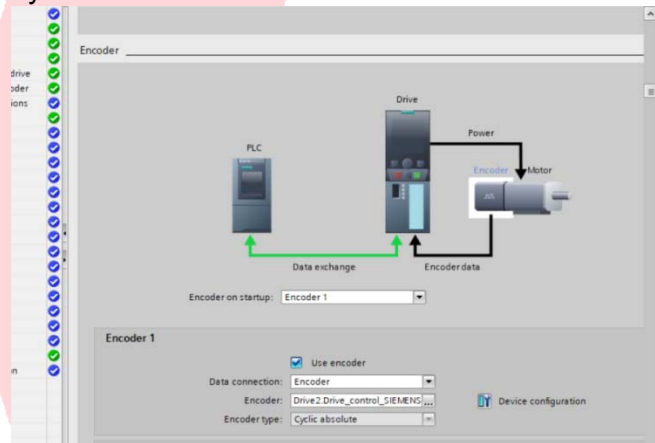 Encoder
drive
oder
ions
Drive
Power
PLC
Encoder
Motor
Data exchange
Encoder data
Encoder on startup: Encoder 1
Encoder 1
Use encoder
Data connection: Encoder
Encoder: Drive2.Drive_control_SIEMENS ...
Device configuration
Encoder type: Cyclic absolute
n